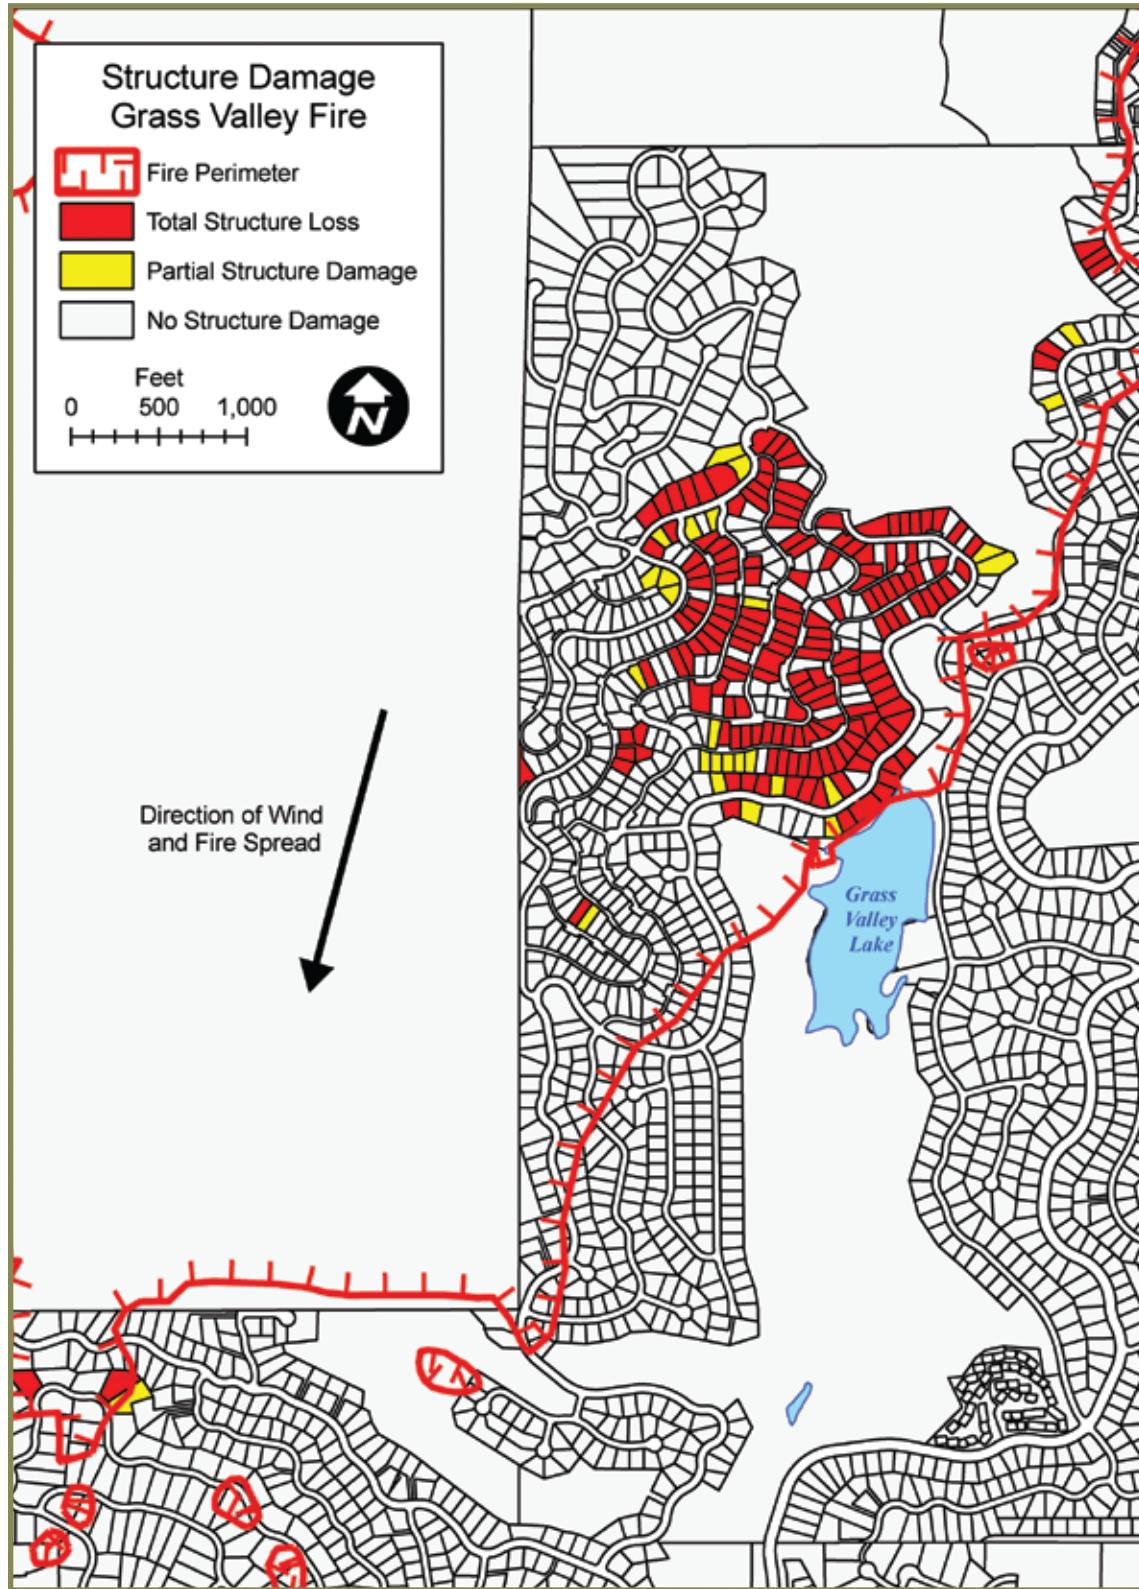 Structure Damage
Grass Valley Fire
Fire Perimeter
Total Structure Loss
Partial Structure Damage
No Structure Damage
Feet
0 500 1,000
N
Direction of Wind
and Fire Spread
Grass
Valley
Lake